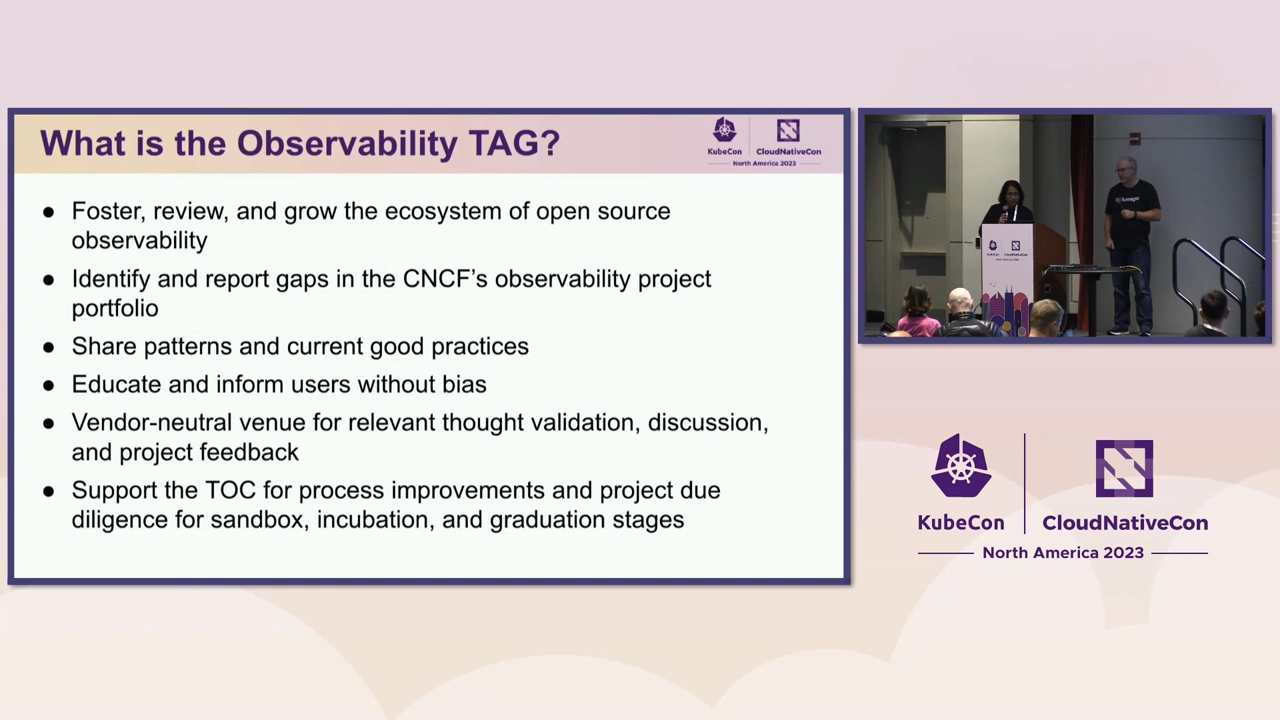 What is the Observability TAG?
KubeCon
CloudNativeCon
North America 2023
● Foster, review, and grow the ecosystem of open source
observability
● Identify and report gaps in the CNCF’s observability project
portfolio
● Share patterns and current good practices
● Educate and inform users without bias
● Vendor-neutral venue for relevant thought validation, discussion,
and project feedback
● Support the TOC for process improvements and project due
diligence for sandbox, incubation, and graduation stages
KubeCon
CloudNativeCon
North America 2023